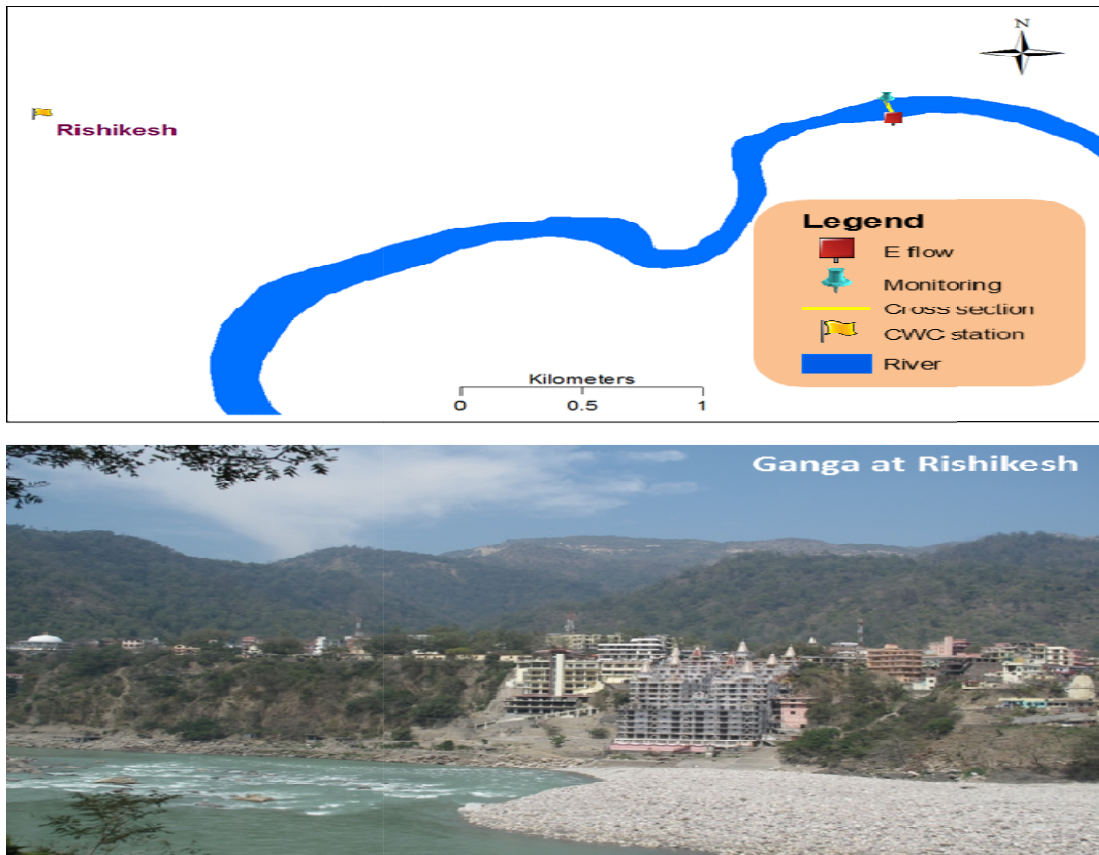 N
Rishikesh
Legend
E flow
Monitoring
Cross section
CWC station
River
Kilometers
0 0.5 1
Ganga at Rishikesh